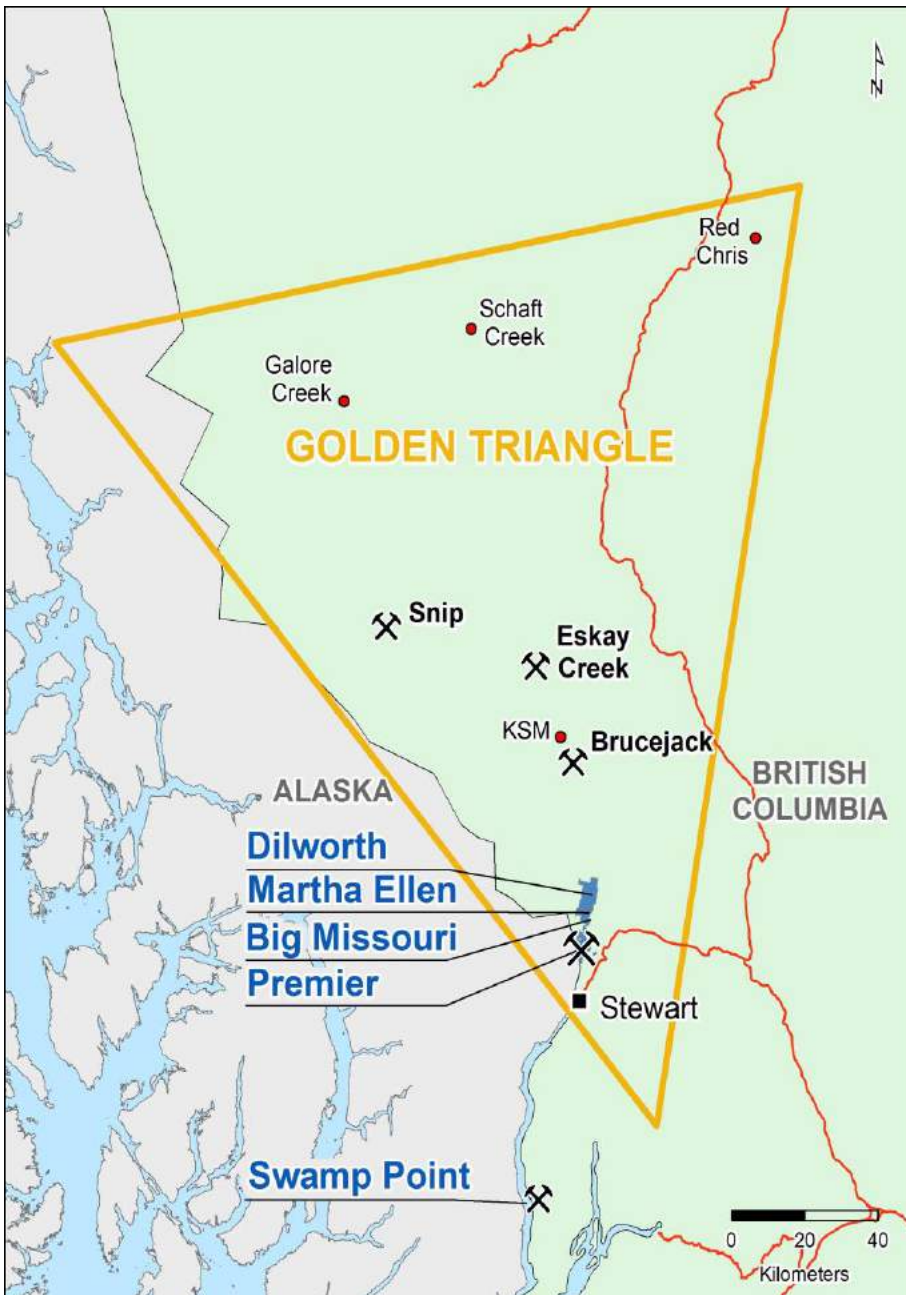 N
Red
Chris
Schaft
Creek
Galore
Creek
GOLDEN TRIANGLE
Snip
Eskay
Creek
KSM
Brucejack
ALASKA
BRITISH
COLUMBIA
Dilworth
Martha Ellen
Big Missouri
Premier
Stewart
Swamp Point
0 20 40
Kilometers